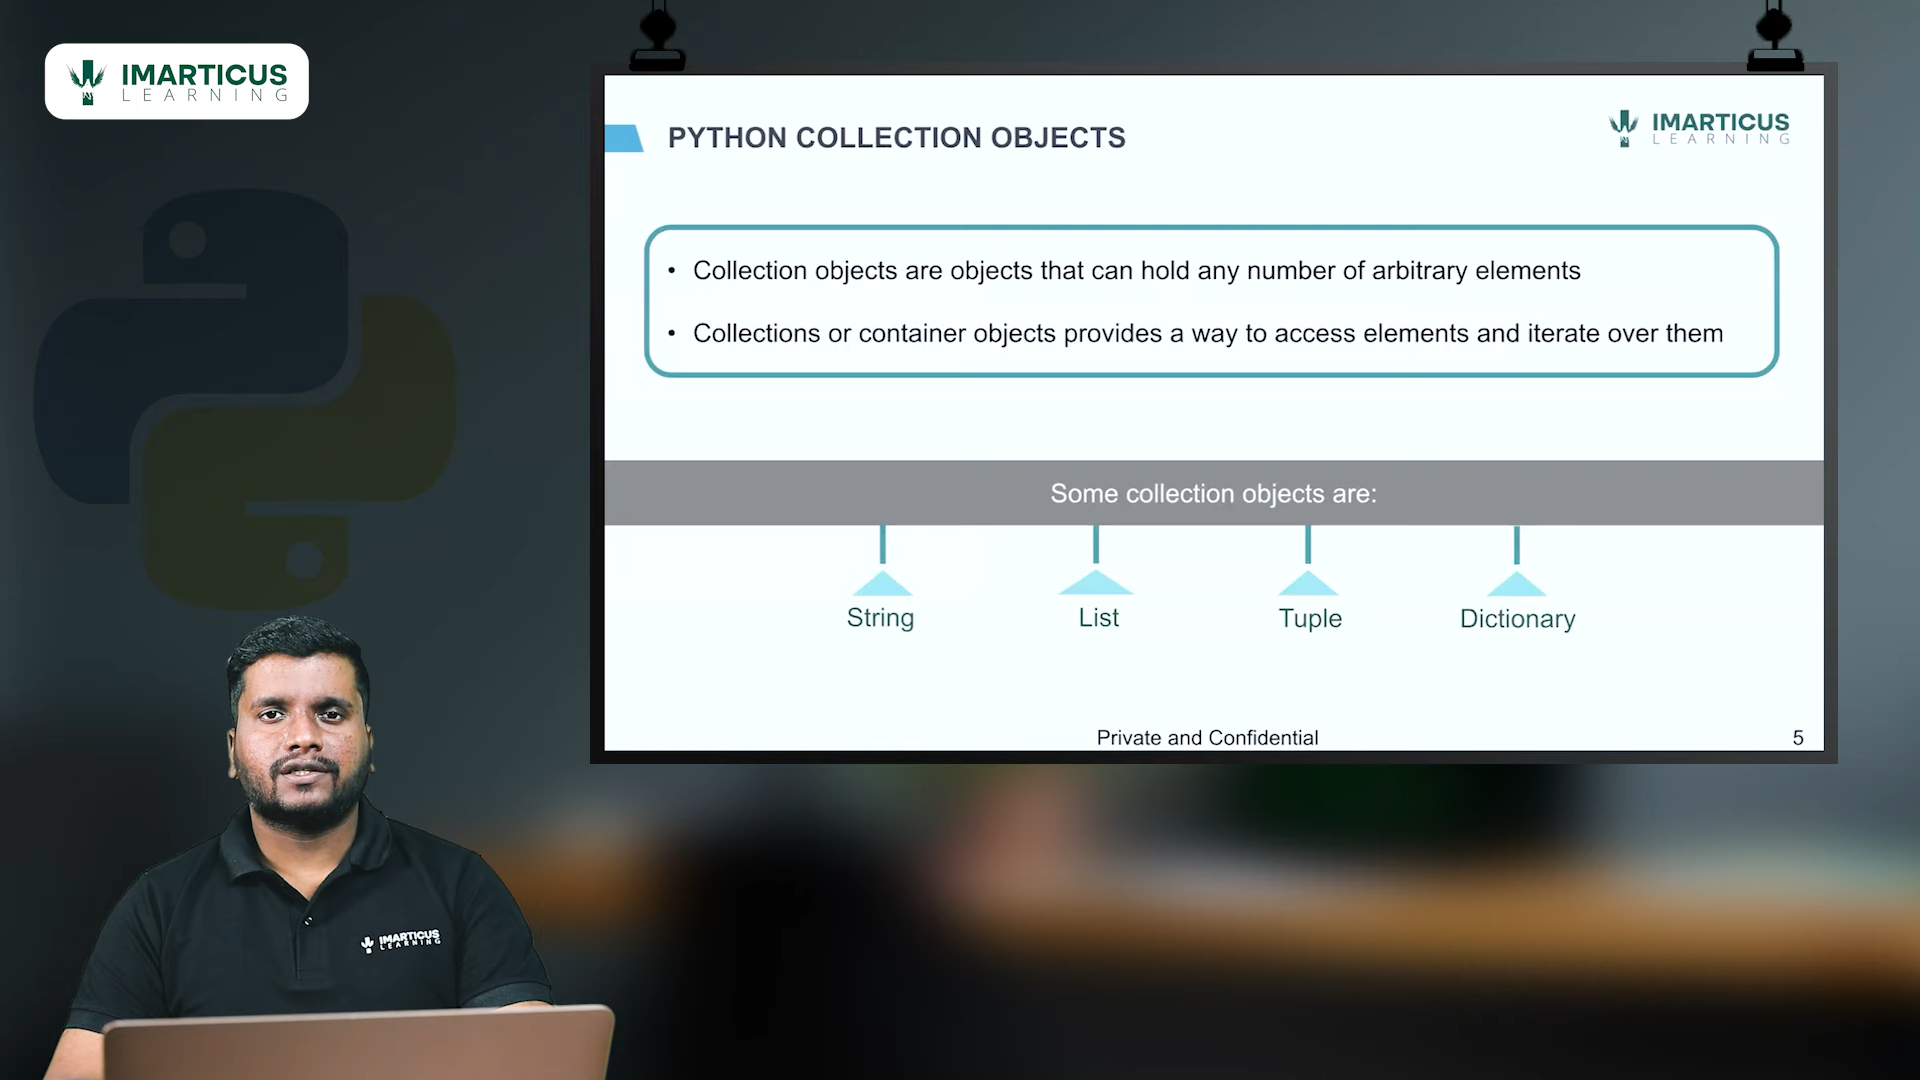 IMARTICUS
LEARNING
PYTHON COLLECTION OBJECTS
IMARTICUS
LEARNING
• Collection objects are objects that can hold any number of arbitrary elements
• Collections or container objects provides a way to access elements and iterate over them
Some collection objects are:
String List Tuple Dictionary
Private and Confidential 5
IMARTICUS
LEARNING